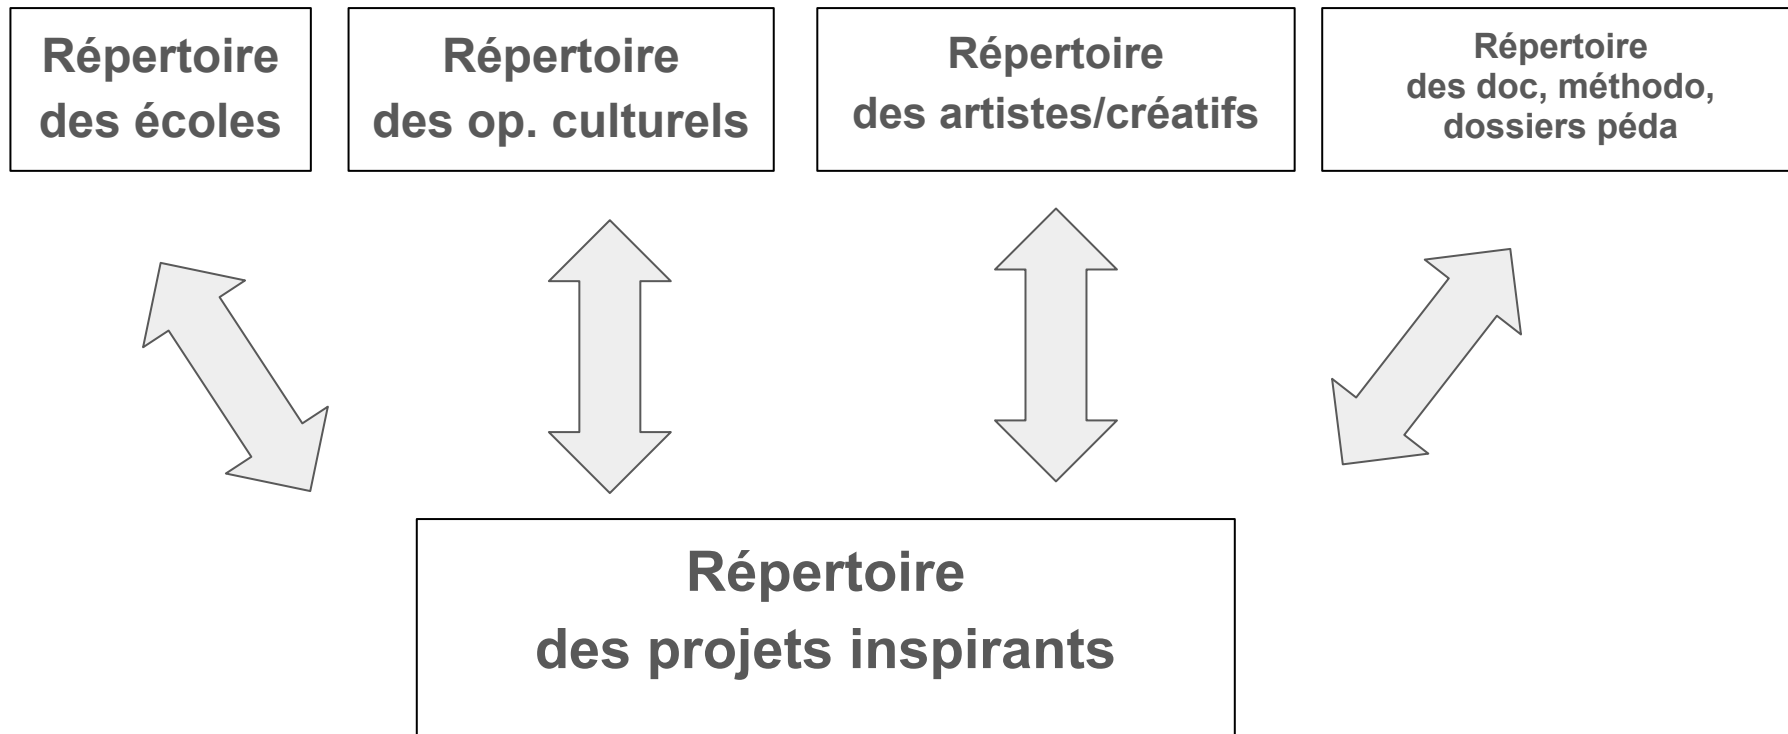 Répertoire
des écoles
Répertoire
des op. culturels
Répertoire
des artistes/créatifs
Répertoire
des doc, méthodo,
dossiers péda
Répertoire
des projets inspirants